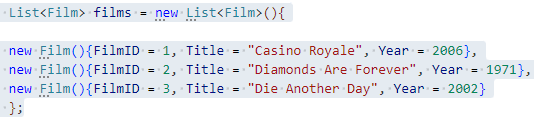 List<Film> films = new List<Film>(){
new Film(){FilmID = 1, Title = "Casino Royale", Year = 2006},
new Film(){FilmID = 2, Title = "Diamonds Are Forever", Year = 1971},
new Film(){FilmID = 3, Title = "Die Another Day", Year = 2002}
};